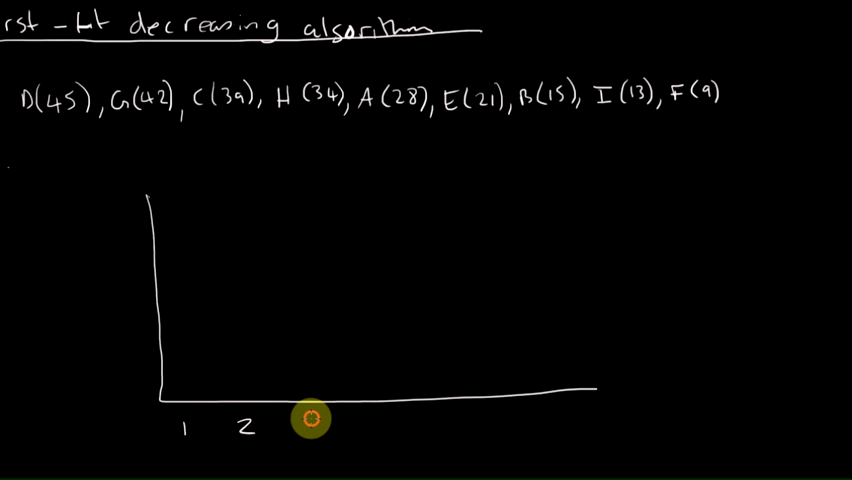 rst-fit decreasing algorithm
D(45), G(42), C(39), H(34), A(28), E(21), B(15), I(13), F(9)
1 2